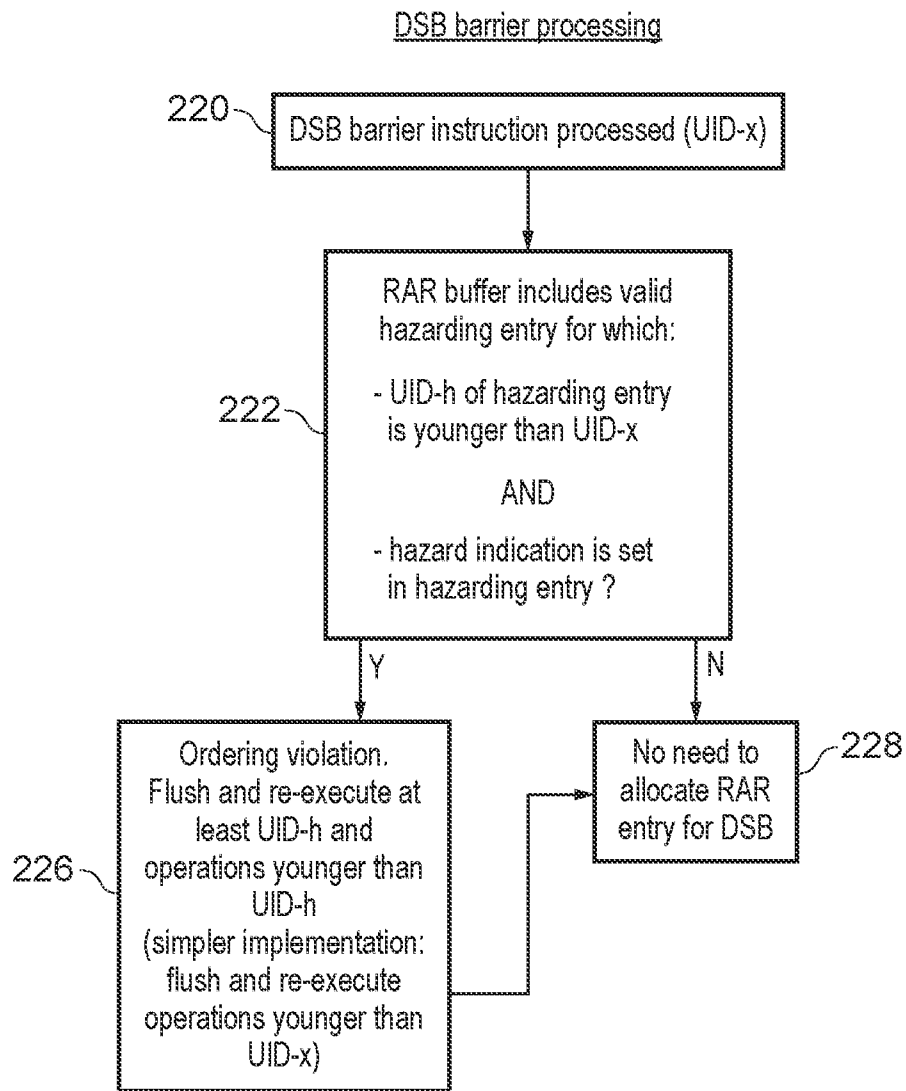 DSB barrier processing
220
DSB barrier instruction processed (UID-x)
222
RAR buffer includes valid
hazarding entry for which:
- UID-h of hazarding entry
is younger than UID-x
AND
- hazard indication is set
in hazarding entry ?
Y
N
226
Ordering violation.
Flush and re-execute at
least UID-h and
operations younger than
UID-h
(simpler implementation:
flush and re-execute
operations younger than
UID-x)
No need to
allocate RAR
entry for DSB
228